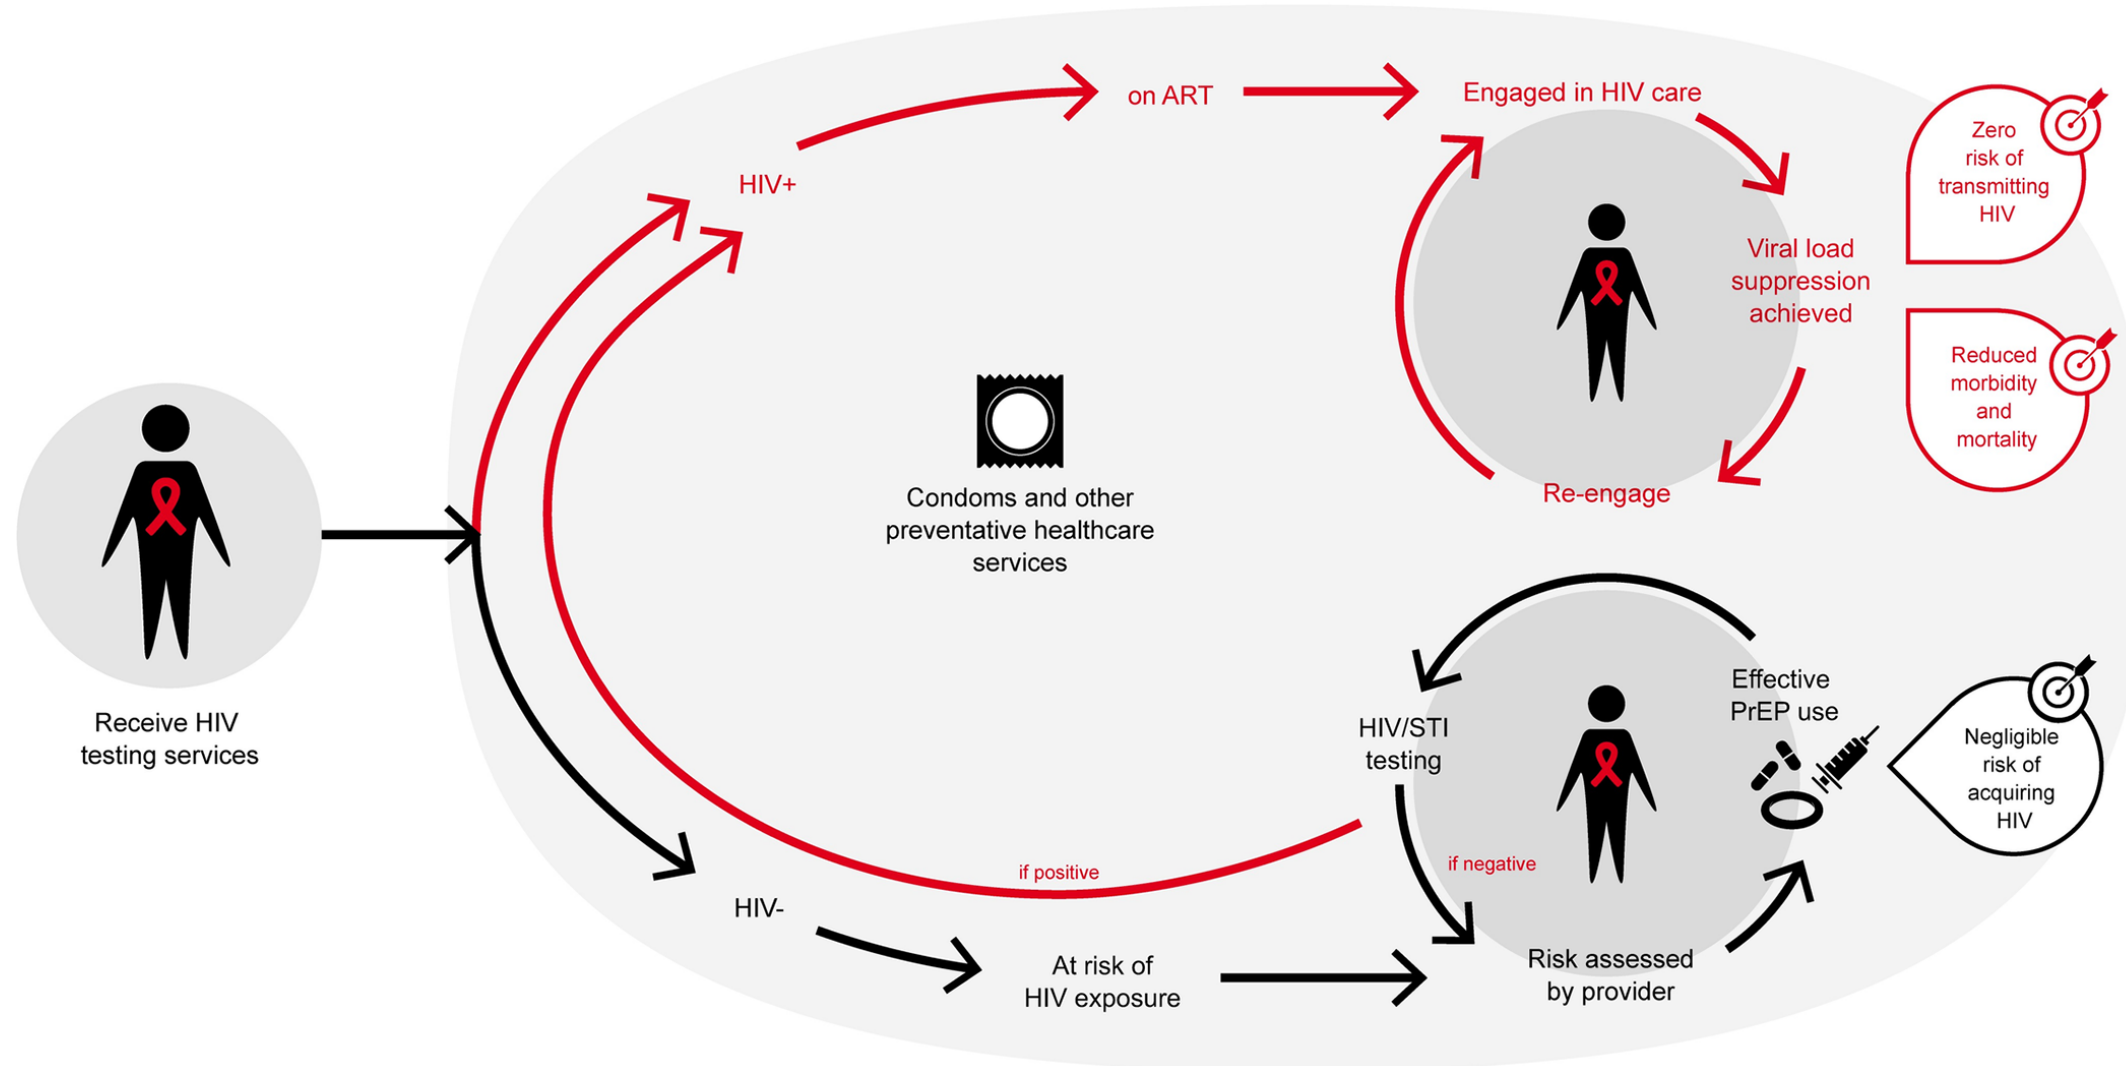 Receive HIV
testing services
HIV+
on ART
Engaged in HIV care
Viral load
suppression
achieved
Re-engage
Zero
risk of
transmitting
HIV
Reduced
morbidity
and
mortality
Condoms and other
preventative healthcare
services
HIV-
At risk of
HIV exposure
Risk assessed
by provider
Effective
PrEP use
HIV/STI
testing
if negative
if positive
Negligible
risk of
acquiring
HIV